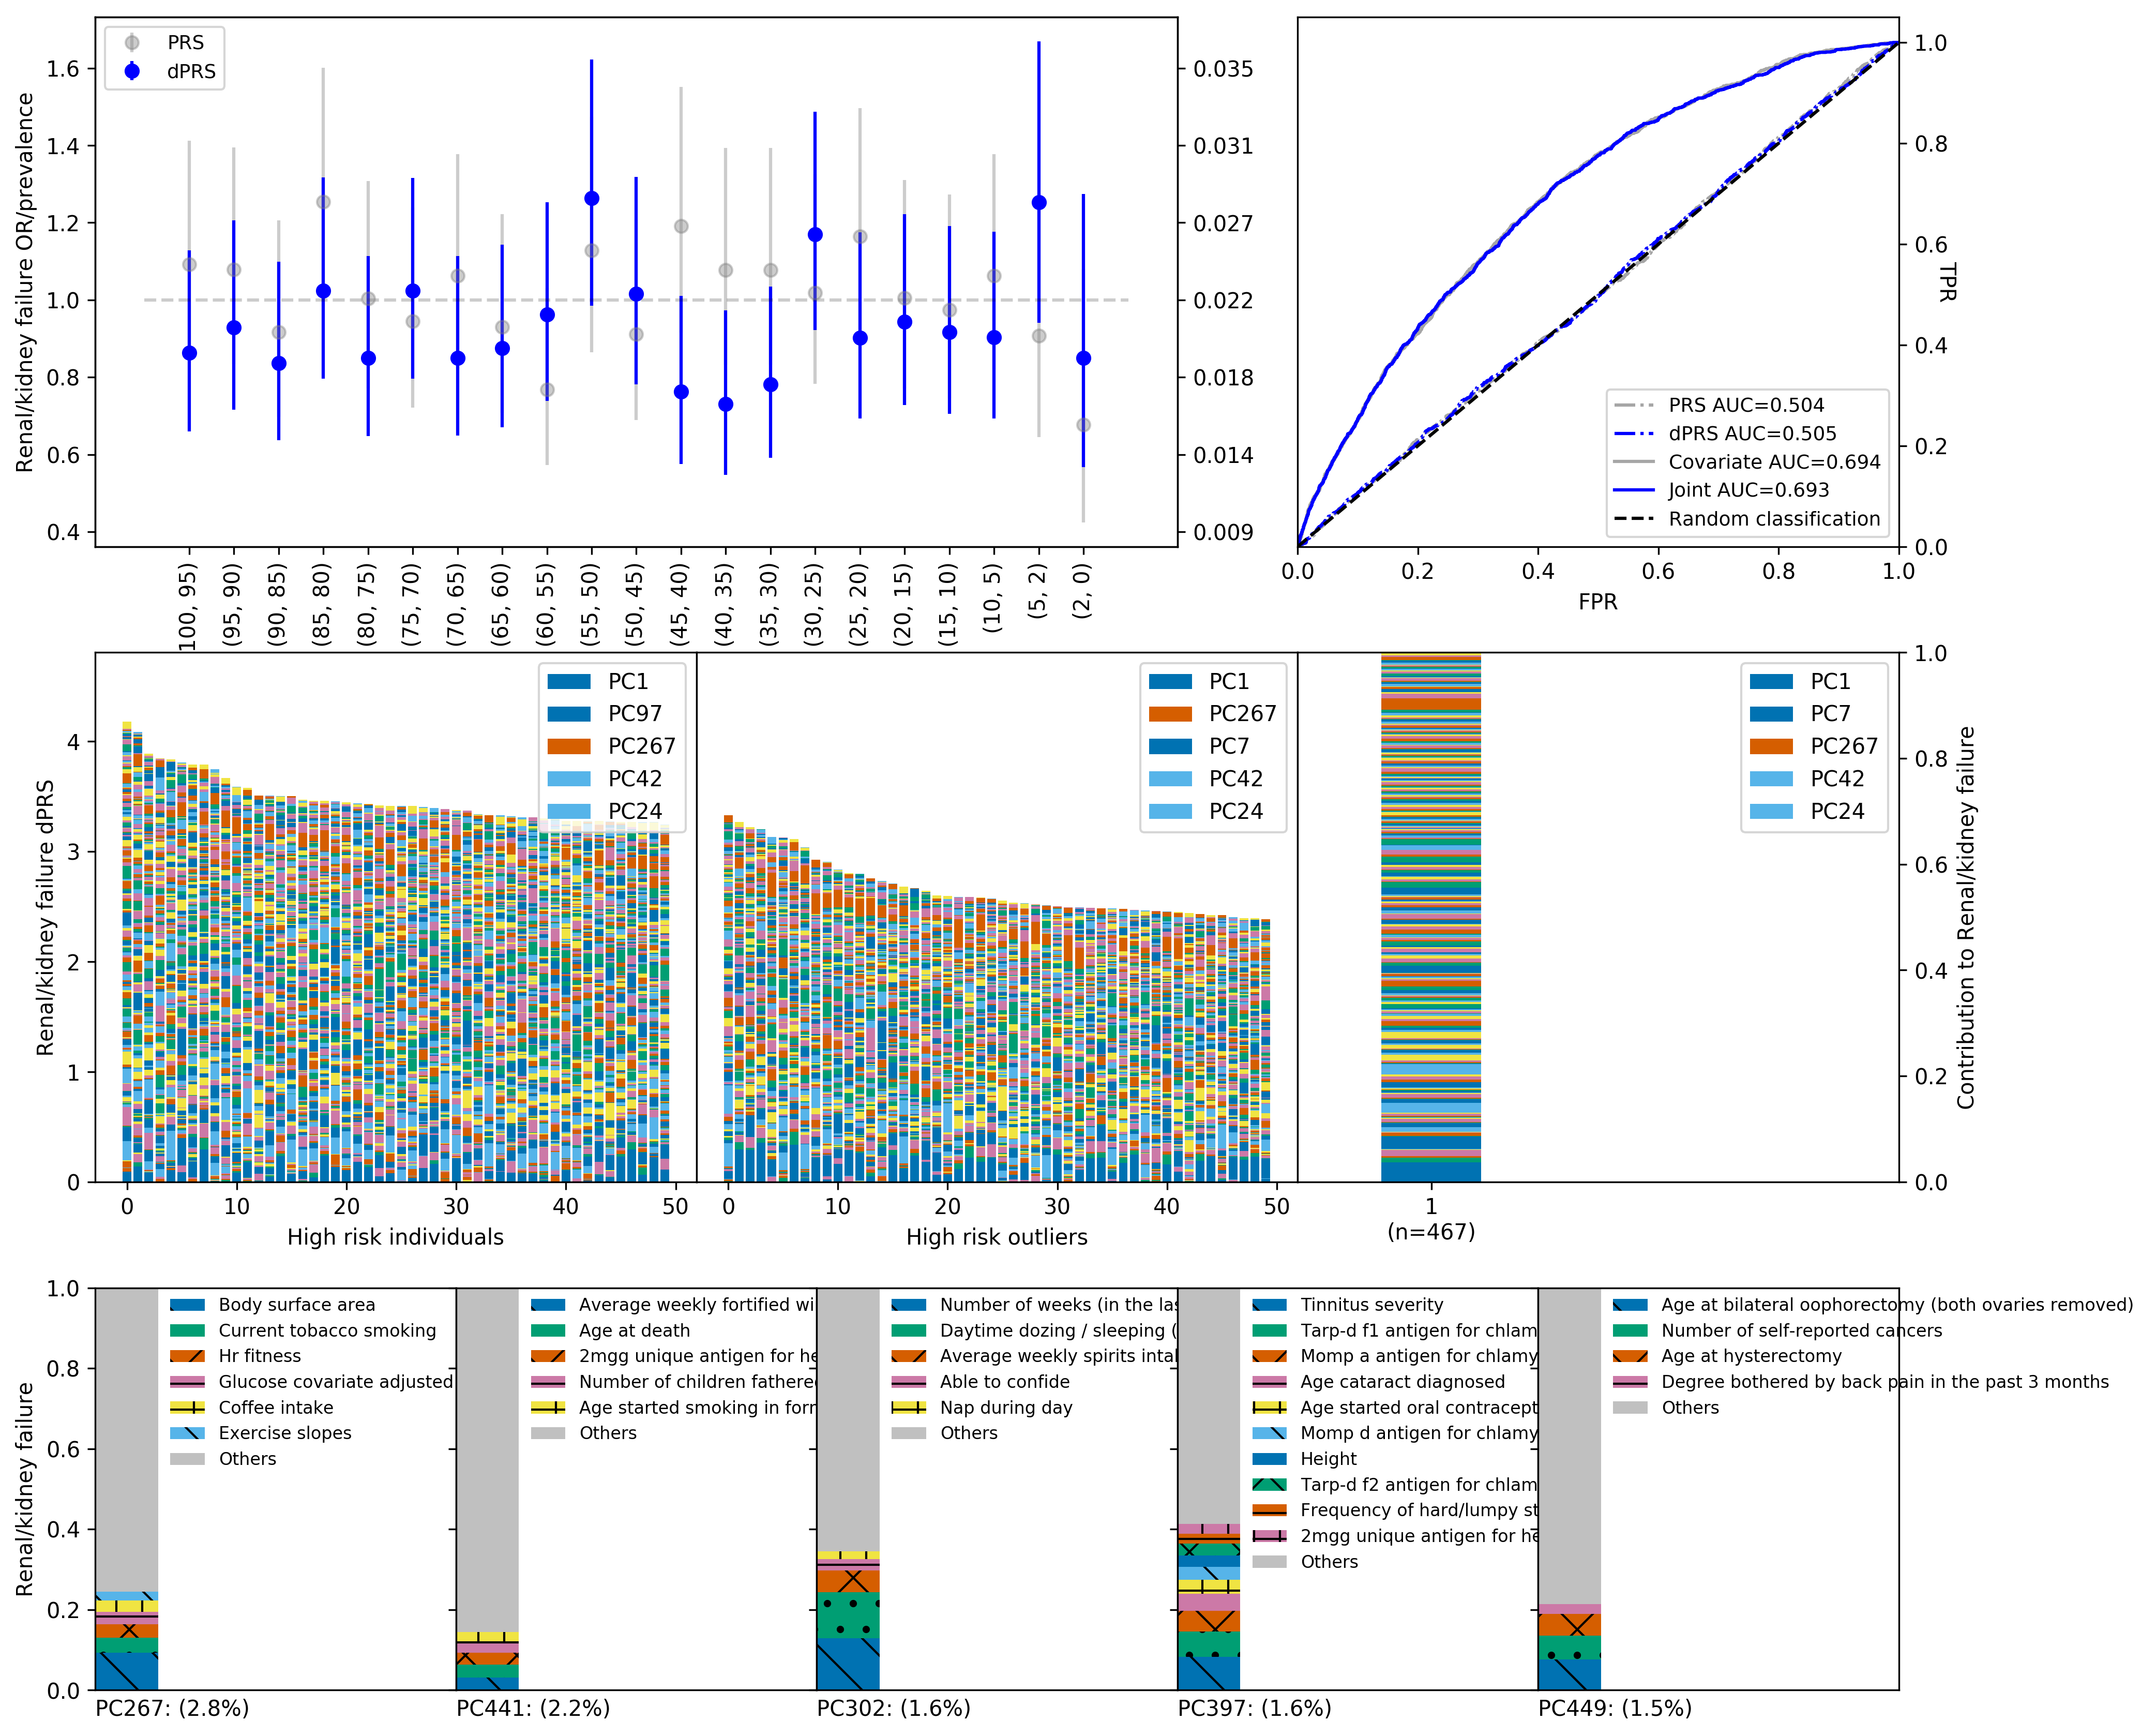 PRS
dPRS
Renal/kidney failure OR/prevalence
1.6
1.4
1.2
1.0
0.8
0.6
0.4
0.035
0.031
0.027
0.022
0.018
0.014
0.009
100, 95)
(95, 90)
(90, 85)
(85, 80)
(80, 75)
(75, 70)
(70, 65)
(65, 60)
(60, 55)
(55, 50)
(50, 45)
(45, 40)
(40, 35)
(35, 30)
(30, 25)
(25, 20)
(20, 15)
(15, 10)
(10, 5)
(5, 2)
(2, 0)
PRS AUC=0.504
dPRS AUC=0.505
Covariate AUC=0.694
Joint AUC=0.693
Random classification
1.0
0.8
0.6
0.4
0.2
0.0
TPR
0.0 0.2 0.4 0.6 0.8 1.0
FPR
Renal/kidney failure dPRS
4
3
2
1
0
PC1
PC97
PC267
PC42
PC24
0 10 20 30 40 50
High risk individuals
PC1
PC267
PC7
PC42
PC24
0 10 20 30 40 50
High risk outliers
PC1
PC7
PC267
PC42
PC24
1
(n=467)
1.0
0.8
0.6
0.4
0.2
0.0
Contribution to Renal/kidney failure
Renal/kidney failure
1.0
0.8
0.6
0.4
0.2
0.0
Body surface area
Current tobacco smoking
Hr fitness
Glucose covariate adjusted
Coffee intake
Exercise slopes
Others
PC267: (2.8%)
Average weekly fortified wi
Age at death
2mgg unique antigen for he
Number of children fathere
Age started smoking in forr
Others
PC441: (2.2%)
Number of weeks (in the las
Daytime dozing / sleeping (
Average weekly spirits intal
Able to confide
Nap during day
Others
PC302: (1.6%)
Tinnitus severity
Tarp-d f1 antigen for chlam
Momp a antigen for chlamy
Age cataract diagnosed
Age started oral contracept
Momp d antigen for chlamy
Height
Tarp-d f2 antigen for chlam
Frequency of hard/lumpy st
2mgg unique antigen for he
Others
PC397: (1.6%)
Age at bilateral oophorectomy (both ovaries removed)
Number of self-reported cancers
Age at hysterectomy
Degree bothered by back pain in the past 3 months
Others
PC449: (1.5%)